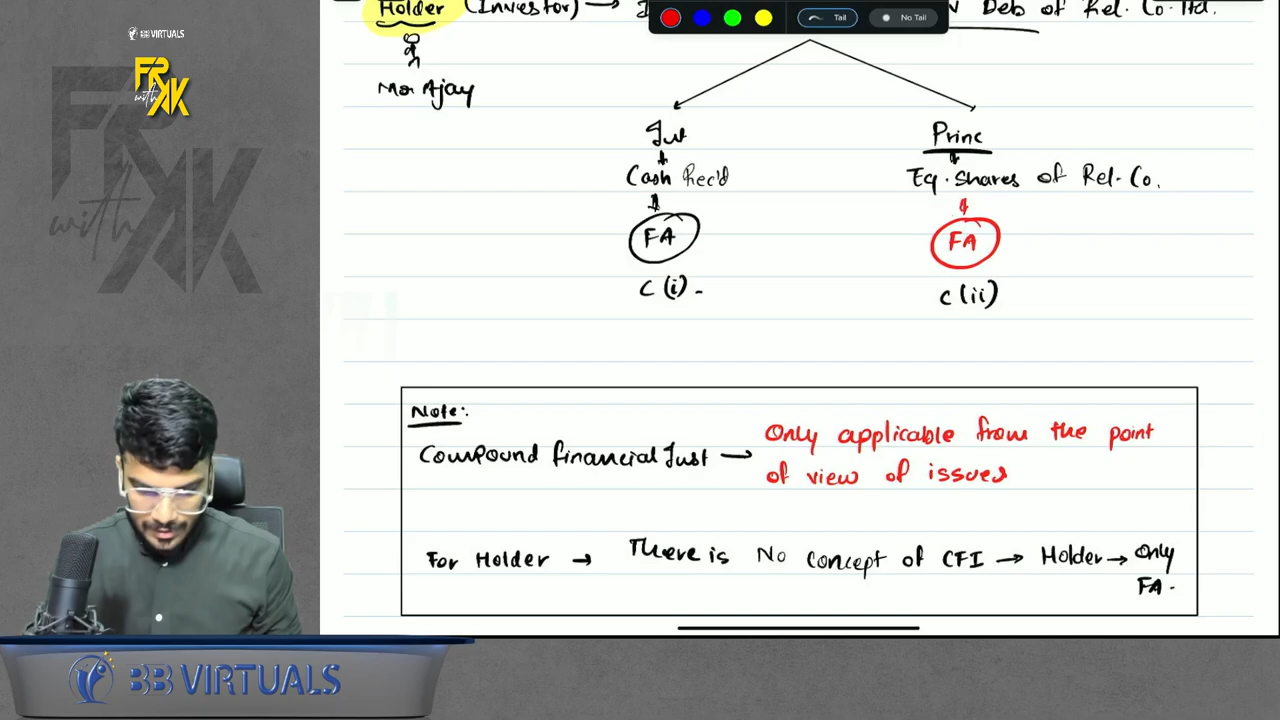 Holder (Investor) → Deb of Rel. Co. Ltd.
Tail
No Tail
BB VIRTUALS
FR with AK
Mr Ajay
Int
Princ
Cash Rec'd
Eq. Shares of Rel. Co.
FA
FA
C (i)
C (ii)
Note:
Compound financial Inst →
Only applicable from the point
of view of issuer
For Holder → There is No concept of CFI → Holder → Only
FA.
BB VIRTUALS